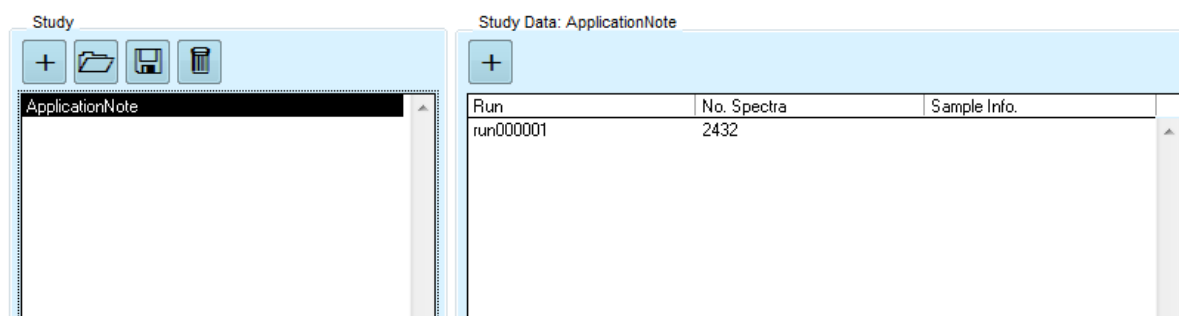 Study
Study Data: ApplicationNote
ApplicationNote
Run No. Spectra Sample Info.
run000001 2432